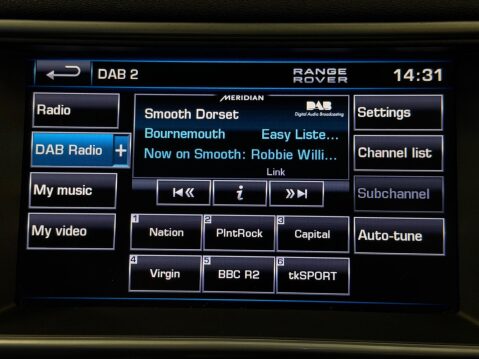 DAB 2
RANGE ROVER
14:31
Radio
DAB Radio +
My music
My video
MERIDIAN
DAB
Digital Audio Broadcasting
Smooth Dorset
Bournemouth Easy Liste...
Now on Smooth: Robbie Willi...
Link
i
Settings
Channel list
Subchannel
Auto-tune
1 Nation
2 PlntRock
3 Capital
4 Virgin
5 BBC R2
6 tkSPORT